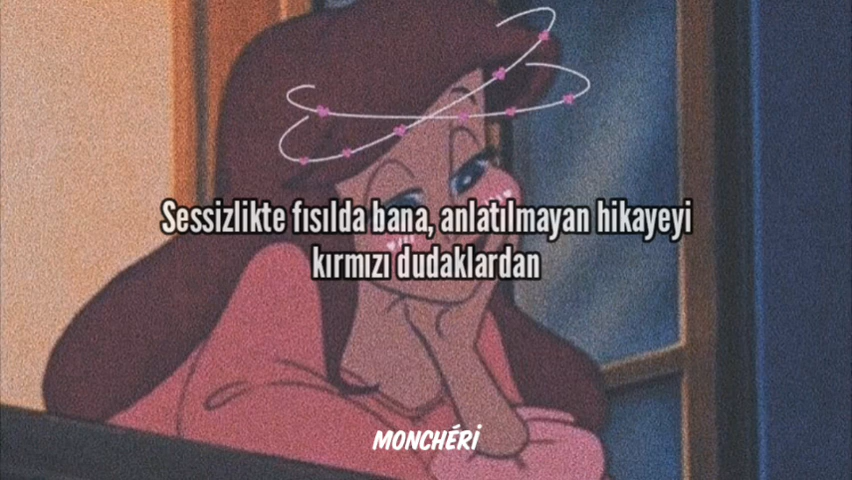 Sessizlikte fısılda bana, anlatılmayan hikayeyi
kırmızı dudaklardan
MONCHÉRİ